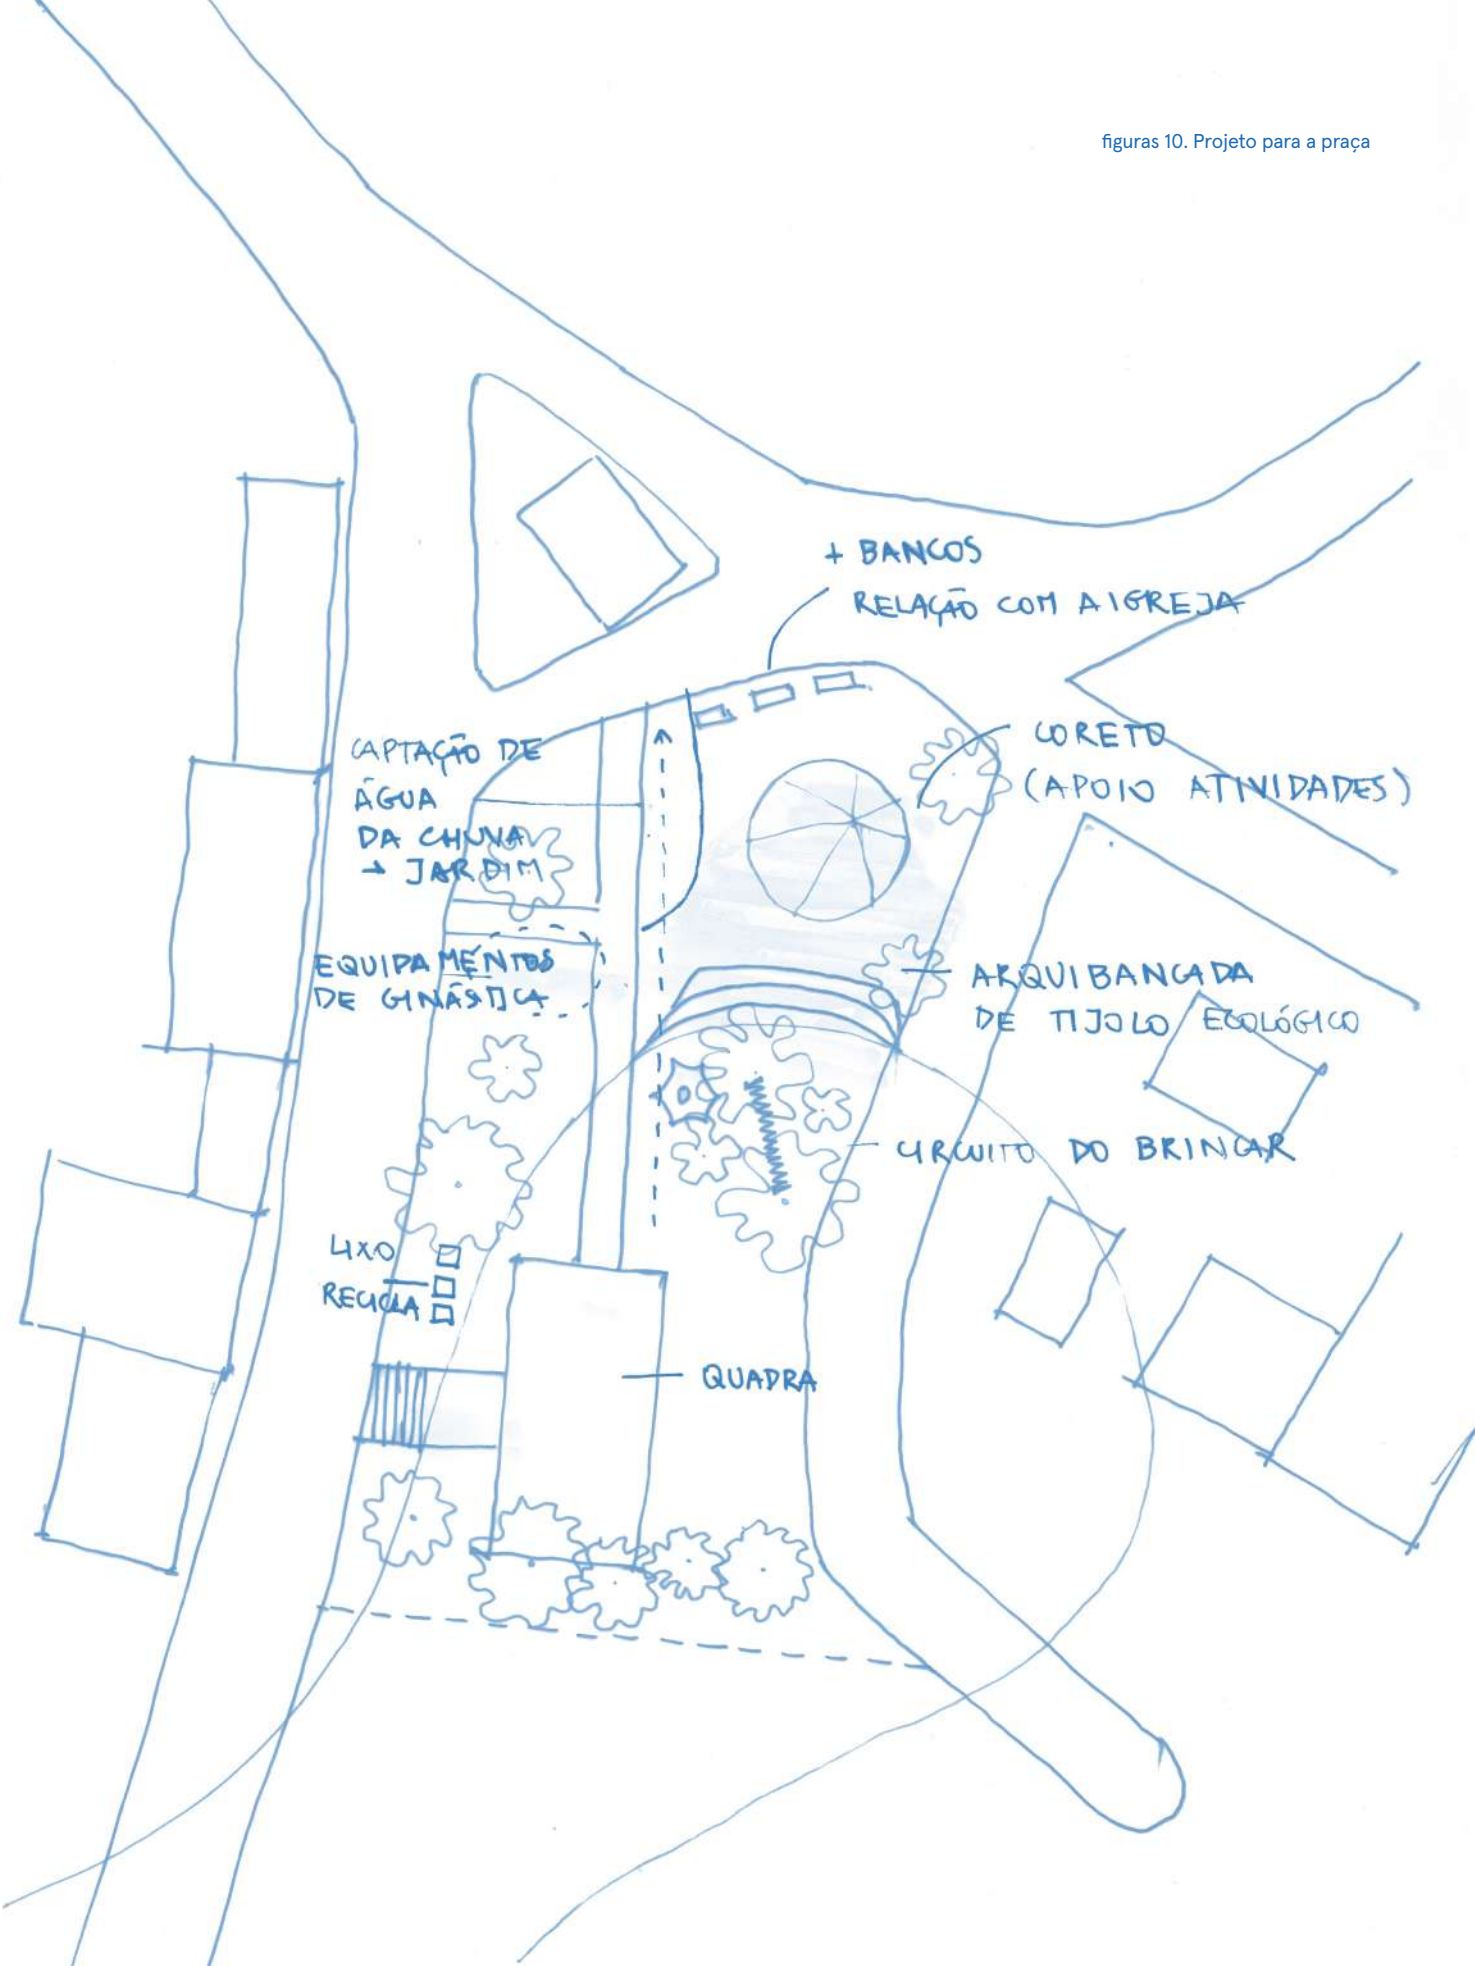 figuras 10. Projeto para a praça
+ BANCOS
RELAÇÃO COM A IGREJA
CORETO
(APOIO ATIVIDADES)
CAPTAÇÃO DE
ÁGUA
DA CHUVA
→ JARDIM
EQUIPAMENTOS
DE GINÁSTICA
ARQUIBANCADA
DE TIJOLO ECOLÓGICO
CIRCUITO DO BRINCAR
LIXO
RECICLA
QUADRA